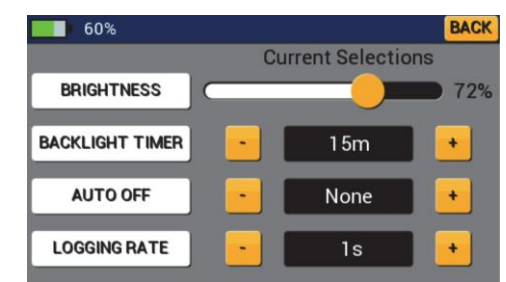 60% BACK
Current Selections
BRIGHTNESS 72%
BACKLIGHT TIMER - 15m +
AUTO OFF - None +
LOGGING RATE - 1s +